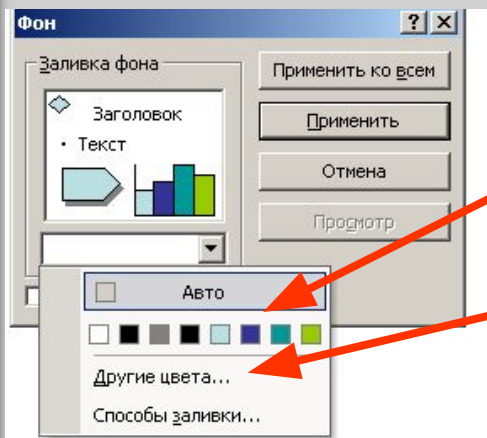 Фон
Заливка фона
Заголовок
• Текст
Применить ко всем
Применить
Отмена
Просмотр
Авто
Другие цвета...
Способы заливки...